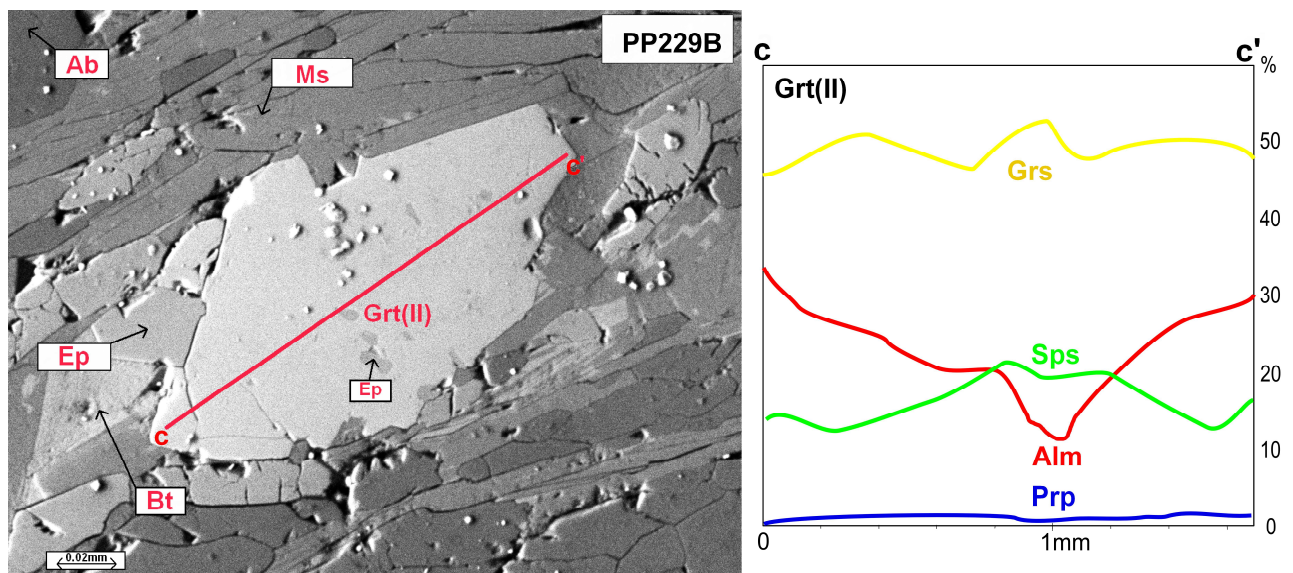 PP229B
Ab
Ms
c'
Grt(II)
Ep
Ep
c
Bt
0.02mm
c
c'
%
Grt(II)
50
Grs
40
30
Sps
20
10
Alm
Prp
0
0
1mm